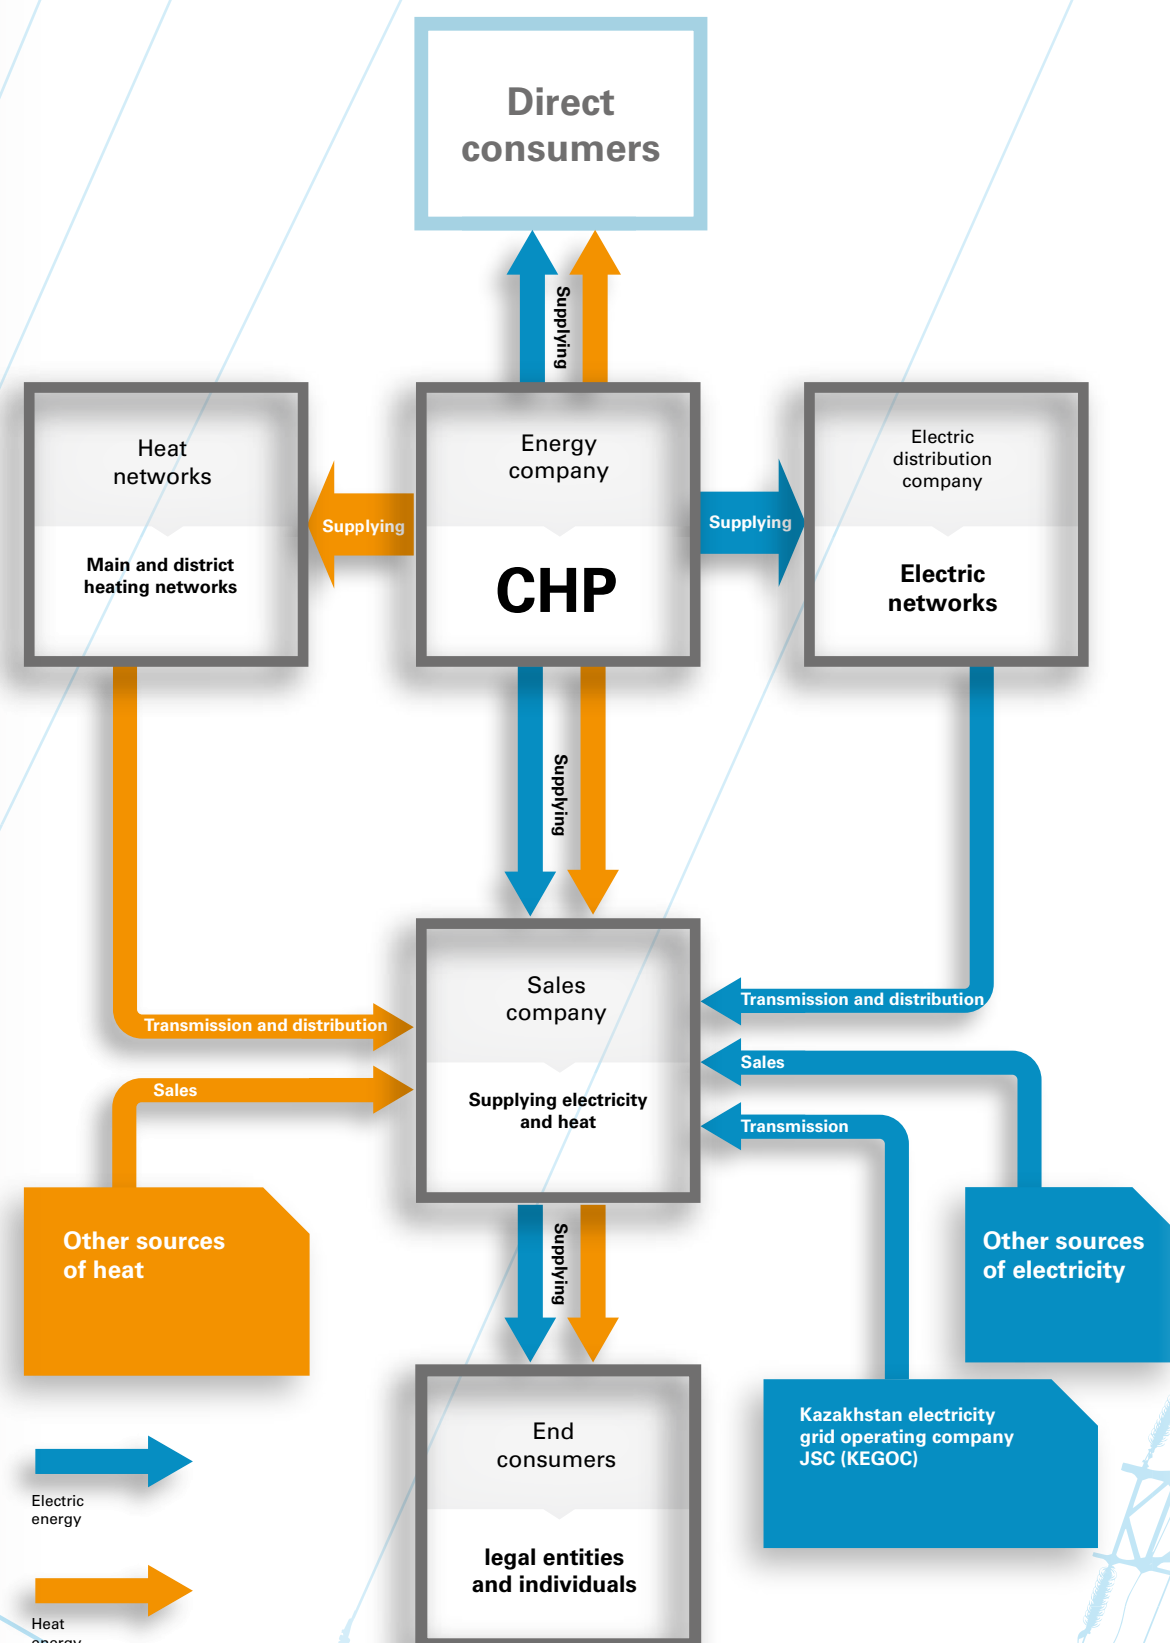 Direct
consumers
Supplying
Heat
networks
Main and district
heating networks
Supplying
Energy
company
CHP
Supplying
Electric
distribution
company
Electric
networks
Supplying
Transmission and distribution
Sales
Sales
company
Supplying electricity
and heat
Transmission and distribution
Sales
Transmission
Other sources
of heat
Supplying
Other sources
of electricity
Kazakhstan electricity
grid operating company
JSC (KEGOC)
End
consumers
legal entities
and individuals
Electric
energy
Heat
energy